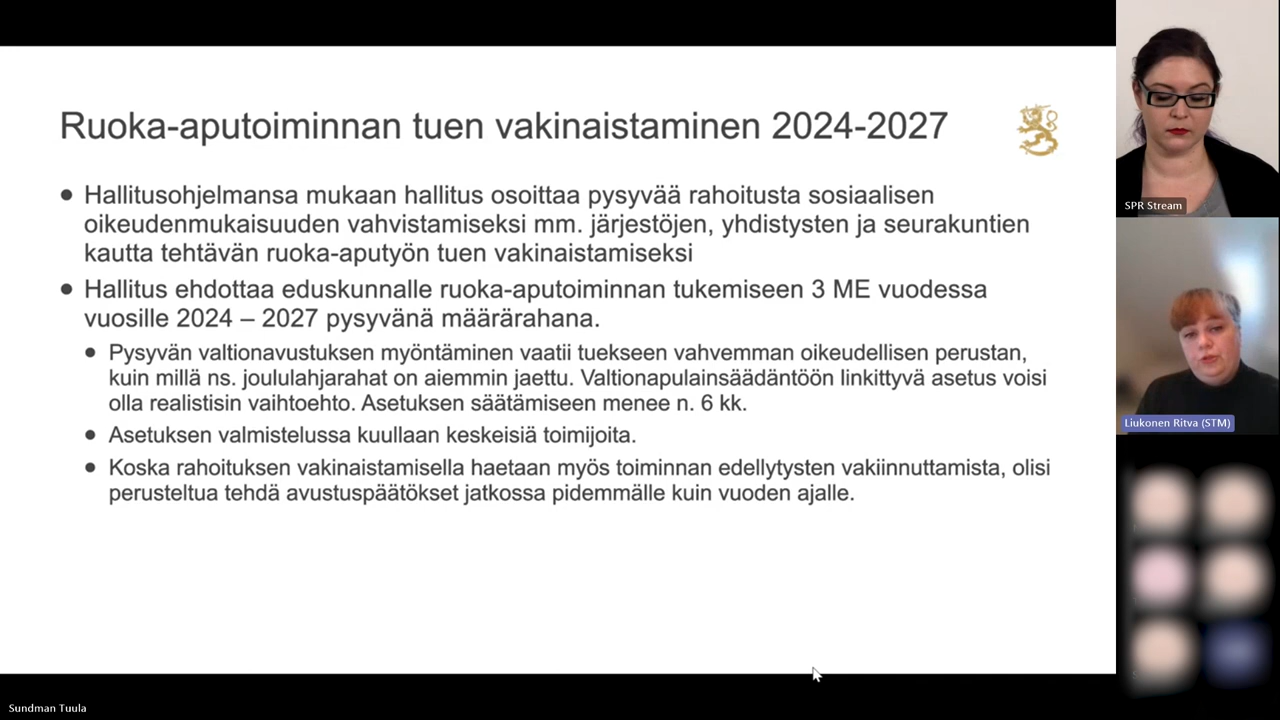 Ruoka-aputoiminnan tuen vakinaistaminen 2024-2027
• Hallitusohjelmansa mukaan hallitus osoittaa pysyvää rahoitusta sosiaalisen
oikeudenmukaisuuden vahvistamiseksi mm. järjestöjen, yhdistysten ja seurakuntien
kautta tehtävän ruoka-aputyön tuen vakinaistamiseksi
• Hallitus ehdottaa eduskunnalle ruoka-aputoiminnan tukemiseen 3 ME vuodessa
vuosille 2024 – 2027 pysyvänä määrärahana.
• Pysyvän valtionavustuksen myöntäminen vaatii tuekseen vahvemman oikeudellisen perustan,
kuin millä ns. joululahjarahat on aiemmin jaettu. Valtionapulainsäädäntöön linkittyvä asetus voisi
olla realistisin vaihtoehto. Asetuksen säätämiseen menee n. 6 kk.
• Asetuksen valmistelussa kuullaan keskeisiä toimijoita.
• Koska rahoituksen vakinaistamisella haetaan myös toiminnan edellytysten vakiinnuttamista, olisi
perusteltua tehdä avustuspäätökset jatkossa pidemmälle kuin vuoden ajalle.
SPR Stream
Liukonen Ritva (STM)
Sundman Tuula